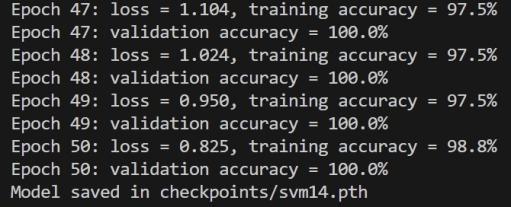 Epoch 47: loss = 1.104, training accuracy = 97.5%
Epoch 47: validation accuracy = 100.0%
Epoch 48: loss = 1.024, training accuracy = 97.5%
Epoch 48: validation accuracy = 100.0%
Epoch 49: loss = 0.950, training accuracy = 97.5%
Epoch 49: validation accuracy = 100.0%
Epoch 50: loss = 0.825, training accuracy = 98.8%
Epoch 50: validation accuracy = 100.0%
Model saved in checkpoints/svm14.pth